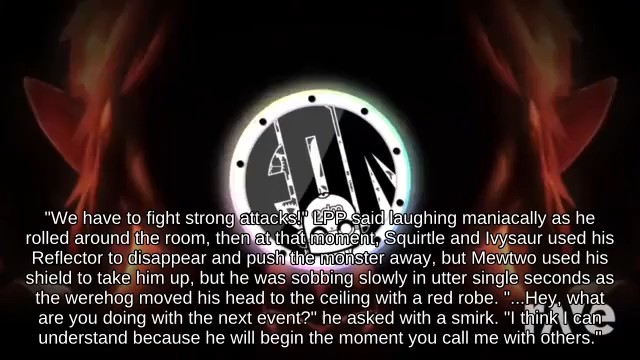 "We have to fight strong attacks!" LPP said laughing maniacally as he
rolled around the room, then at that moment, Squirtle and Ivysaur used his
Reflector to disappear and push the monster away, but Mewtwo used his
shield to take him up, but he was sobbing slowly in utter single seconds as
the werehog moved his head to the ceiling with a red robe. "...Hey, what
are you doing with the next event?" he asked with a smirk. "I think I can
understand because he will begin the moment you call me with others."